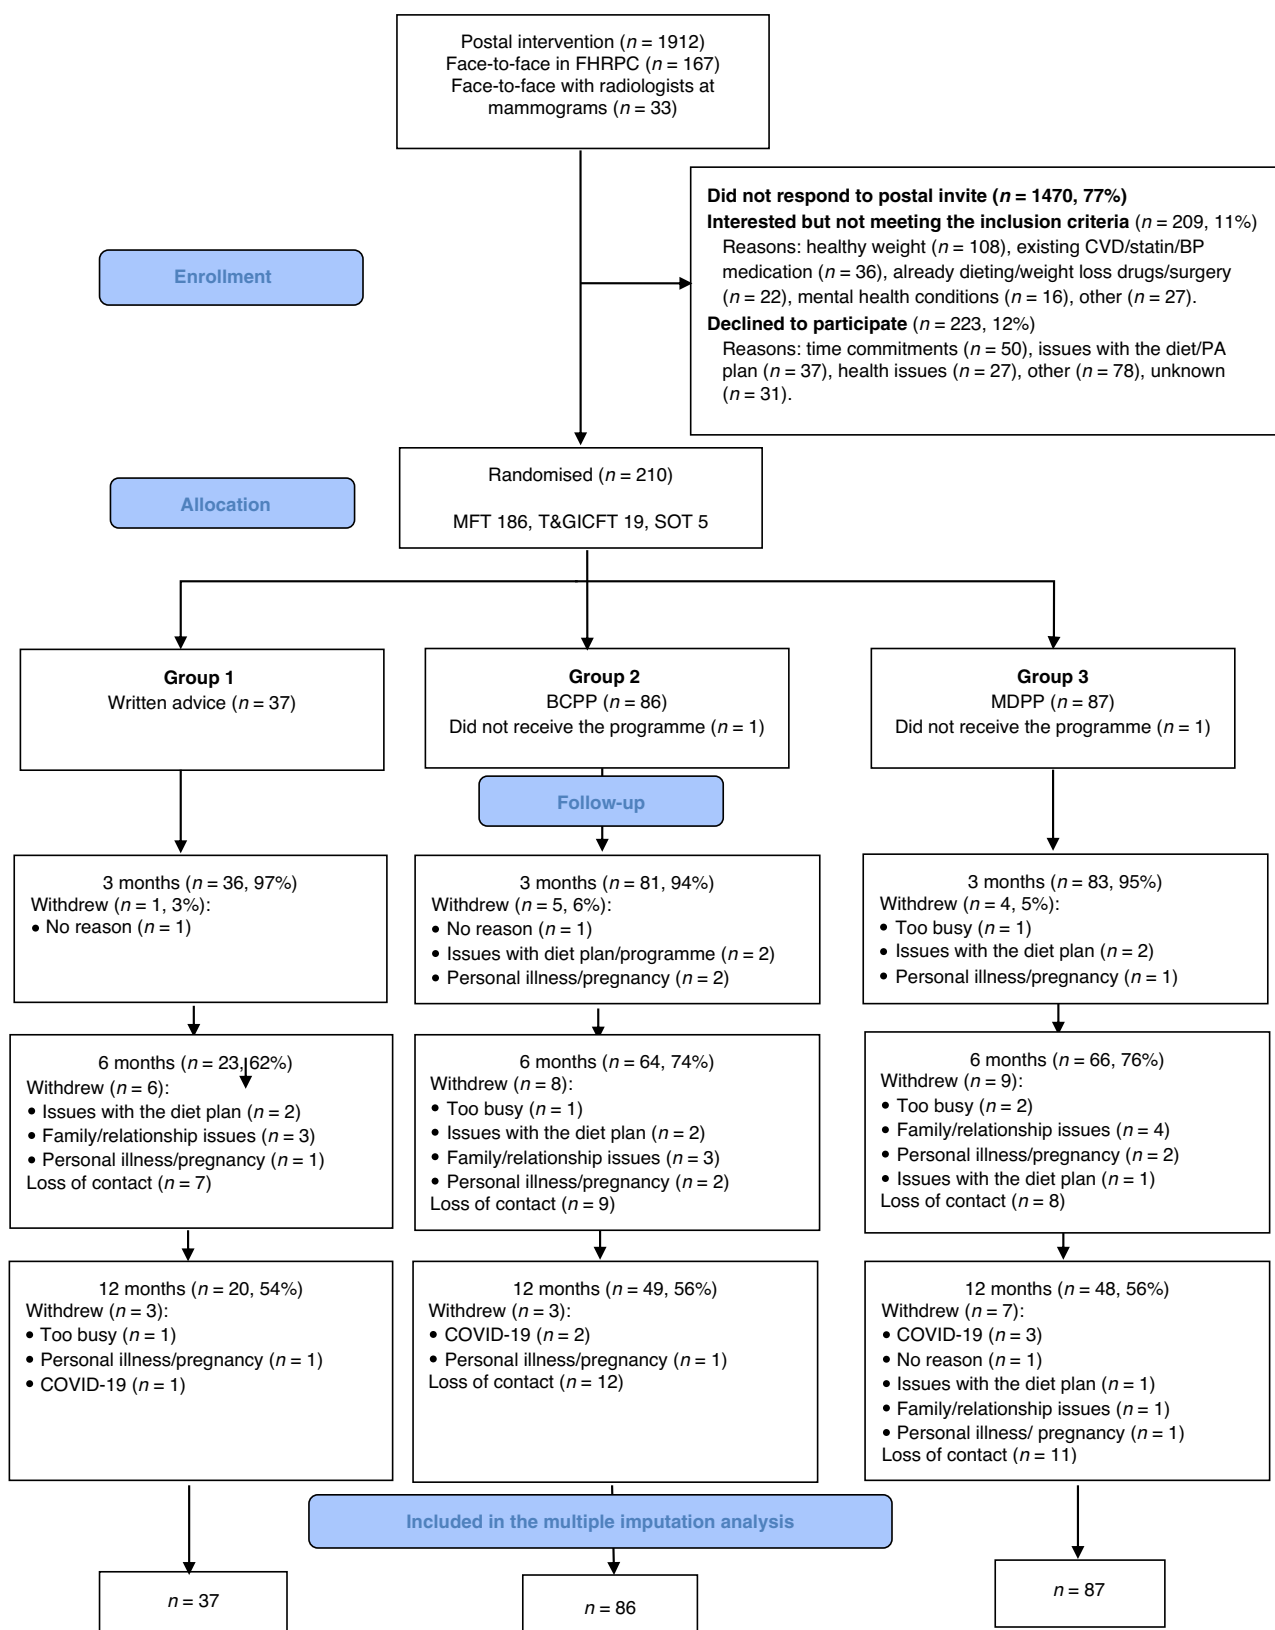 Postal intervention (n = 1912)
Face-to-face in FHRPC (n = 167)
Face-to-face with radiologists at
mammograms (n = 33)
Did not respond to postal invite (n = 1470, 77%)
Interested but not meeting the inclusion criteria (n = 209, 11%)
Reasons: healthy weight (n = 108), existing CVD/statin/BP
medication (n = 36), already dieting/weight loss drugs/surgery
(n = 22), mental health conditions (n = 16), other (n = 27).
Declined to participate (n = 223, 12%)
Reasons: time commitments (n = 50), issues with the diet/PA
plan (n = 37), health issues (n = 27), other (n = 78), unknown
(n = 31).
Enrollment
Randomised (n = 210)
MFT 186, T&GICFT 19, SOT 5
Allocation
Group 1
Written advice (n = 37)
Group 2
BCPP (n = 86)
Did not receive the programme (n = 1)
Group 3
MDPP (n = 87)
Did not receive the programme (n = 1)
Follow-up
3 months (n = 36, 97%)
Withdrew (n = 1, 3%):
• No reason (n = 1)
3 months (n = 81, 94%)
Withdrew (n = 5, 6%):
• No reason (n = 1)
• Issues with diet plan/programme (n = 2)
• Personal illness/pregnancy (n = 2)
3 months (n = 83, 95%)
Withdrew (n = 4, 5%):
• Too busy (n = 1)
• Issues with the diet plan (n = 2)
• Personal illness/pregnancy (n = 1)
6 months (n = 23, 62%)
Withdrew (n = 6):
• Issues with the diet plan (n = 2)
• Family/relationship issues (n = 3)
• Personal illness/pregnancy (n = 1)
Loss of contact (n = 7)
6 months (n = 64, 74%)
Withdrew (n = 8):
• Too busy (n = 1)
• Issues with the diet plan (n = 2)
• Family/relationship issues (n = 3)
• Personal illness/pregnancy (n = 2)
Loss of contact (n = 9)
6 months (n = 66, 76%)
Withdrew (n = 9):
• Too busy (n = 2)
• Family/relationship issues (n = 4)
• Personal illness/pregnancy (n = 2)
• Issues with the diet plan (n = 1)
Loss of contact (n = 8)
12 months (n = 20, 54%)
Withdrew (n = 3):
• Too busy (n = 1)
• Personal illness/pregnancy (n = 1)
• COVID-19 (n = 1)
12 months (n = 49, 56%)
Withdrew (n = 3):
• COVID-19 (n = 2)
• Personal illness/pregnancy (n = 1)
Loss of contact (n = 12)
12 months (n = 48, 56%)
Withdrew (n = 7):
• COVID-19 (n = 3)
• No reason (n = 1)
• Issues with the diet plan (n = 1)
• Family/relationship issues (n = 1)
• Personal illness/ pregnancy (n = 1)
Loss of contact (n = 11)
Included in the multiple imputation analysis
n = 37
n = 86
n = 87